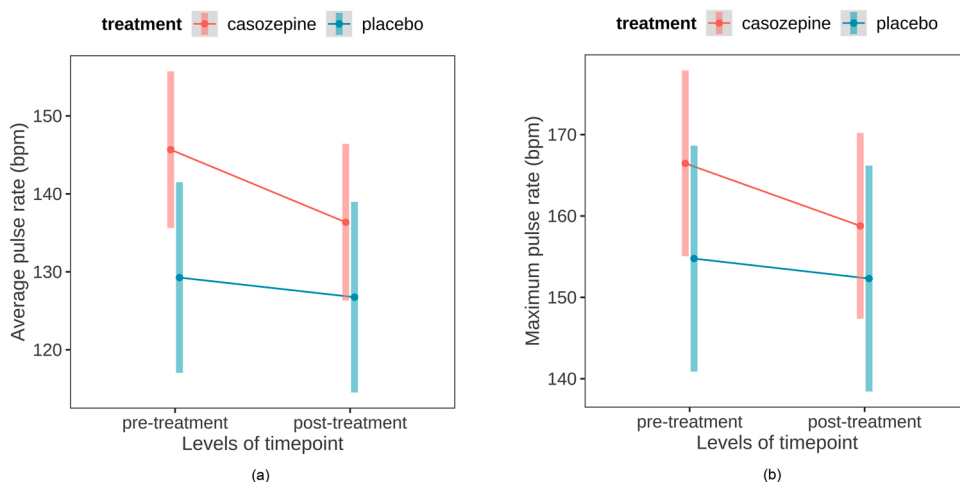 treatment casozepine placebo
Average pulse rate (bpm)
150
140
130
120
pre-treatment post-treatment
Levels of timepoint
(a)
treatment casozepine placebo
Maximum pulse rate (bpm)
170
160
150
140
pre-treatment post-treatment
Levels of timepoint
(b)